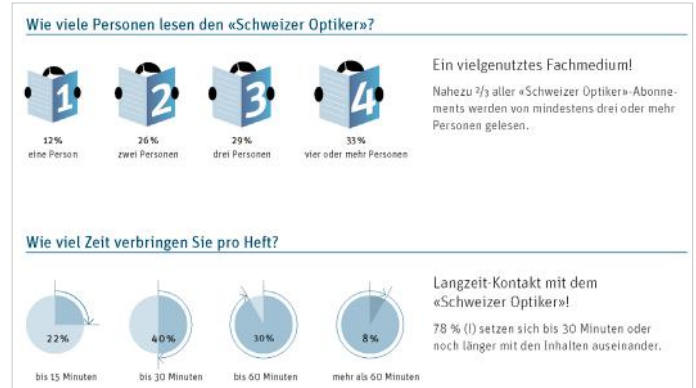 Wie viele Personen lesen den «Schweizer Optiker»?
1
2
3
4
12%
eine Person
26%
zwei Personen
29%
drei Personen
33%
vier oder mehr Personen
Ein vielgenutztes Fachmedium!
Nahezu 2/3 aller «Schweizer Optiker»-Abonne-
ments werden von mindestens drei oder mehr
Personen gelesen.
Wie viel Zeit verbringen Sie pro Heft?
22%
bis 15 Minuten
40%
bis 30 Minuten
30%
bis 60 Minuten
8%
mehr als 60 Minuten
Langzeit-Kontakt mit dem
«Schweizer Optiker»!
78 % (!) setzen sich bis 30 Minuten oder
noch länger mit den Inhalten auseinander.